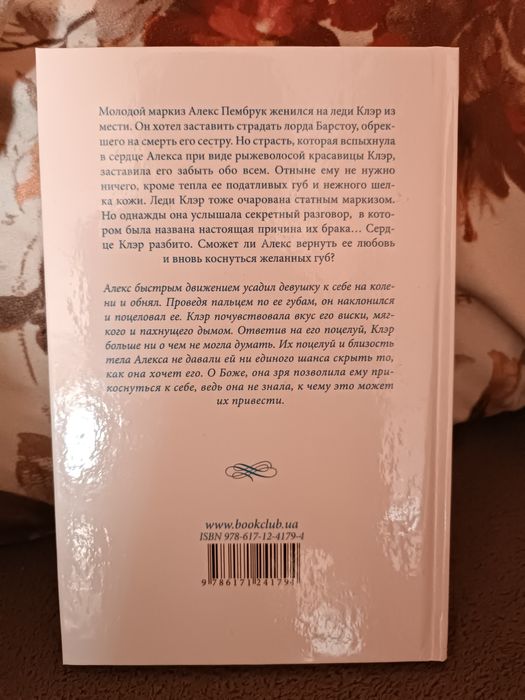 Молодой маркиз Алекс Пембрук женился на леди Клэр из
мести. Он хотел заставить страдать лорда Барстоу, обрек-
шего на смерть его сестру. Но страсть, которая вспыхнула
в сердце Алекса при виде рыжеволосой красавицы Клэр,
заставила его забыть обо всем. Отныне ему не нужно
ничего, кроме тепла ее податливых губ и нежного шел-
ка кожи. Леди Клэр тоже очарована статным маркизом.
Но однажды она услышала секретный разговор, в кото-
ром была названа настоящая причина их брака... Серд-
це Клэр разбито. Сможет ли Алекс вернуть ее любовь
и вновь коснуться желанных губ?
Алекс быстрым движением усадил девушку к себе на коле-
ни и обнял. Проведя пальцем по ее губам, он наклонился
и поцеловал ее. Клэр почувствовала вкус его виски, мяг-
кого и пахнущего дымом. Ответив на его поцелуй, Клэр
больше ни о чем не могла думать. Их поцелуй и близость
тела Алекса не давали ей ни единого шанса скрыть то,
как она хочет его. О Боже, она зря позволила ему при-
коснуться к себе, ведь она не знала, к чему это может
их привести.
www.bookclub.ua
ISBN 978-617-12-4179-4
9 786171 241794